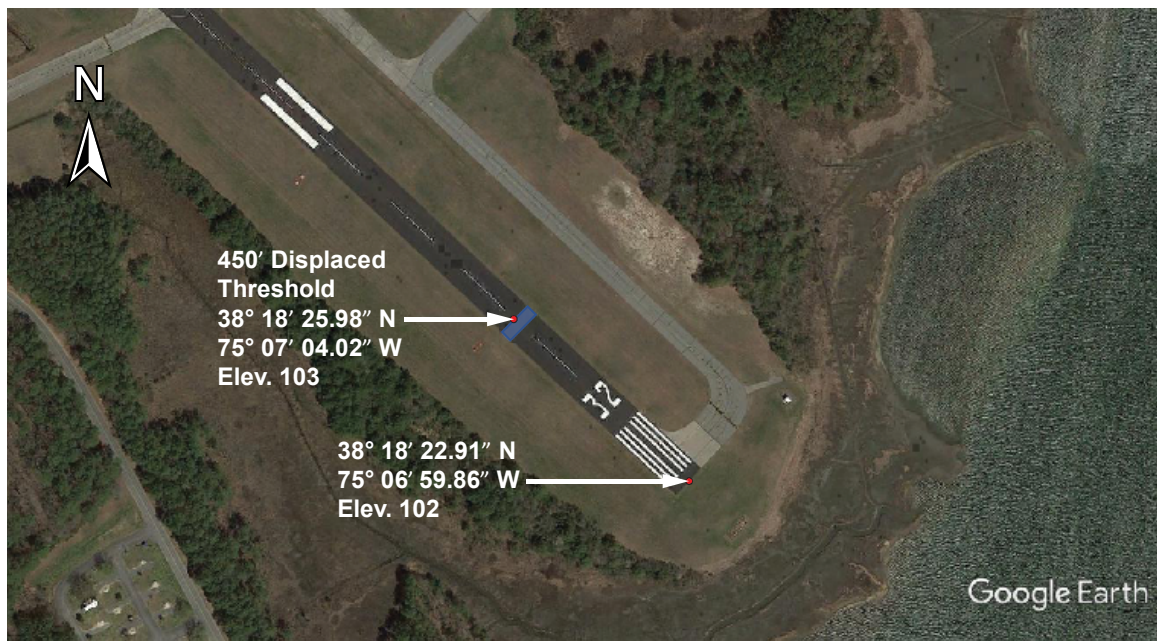 N
450′ Displaced
Threshold
38° 18′ 25.98″ N
75° 07′ 04.02″ W
Elev. 103
32
38° 18′ 22.91″ N
75° 06′ 59.86″ W
Elev. 102
Google Earth